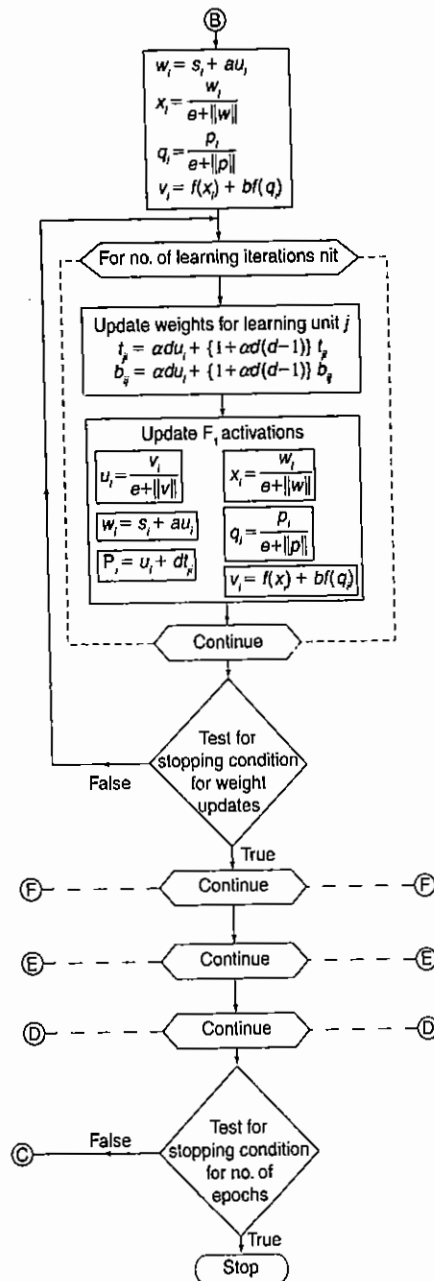 B
w_i = s_i + au_i
x_i = w_i / e+||w||
q_i = p_i / e+||p||
v_i = f(x_i) + bf(q_i)
For no. of learning iterations nit
Update weights for learning unit j
t_ji = αdu_i + {1+αd(d−1)} t_ji
b_ij = αdu_i + {1+αd(d−1)} b_ij
Update F_1 activations
u_i = v_i / e+||v||
x_i = w_i / e+||w||
w_i = s_i + au_i
q_i = p_i / e+||p||
P_i = u_i + dt_ji
v_i = f(x_i) + bf(q_i)
Continue
Test for
stopping condition
for weight
updates
False
True
F Continue F
E Continue E
D Continue D
Test for
stopping condition
for no. of
epochs
C False
True
Stop